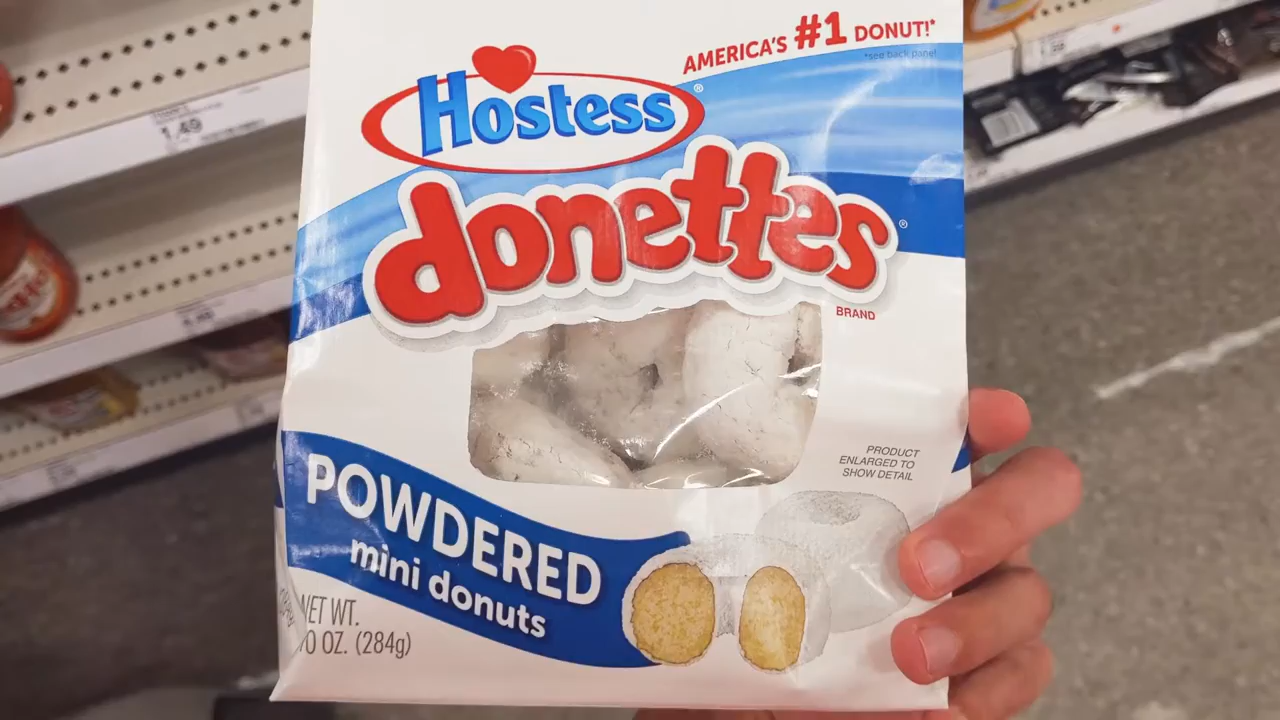 AMERICA'S #1 DONUT!*
*see back panel
Hostess®
donettes®
BRAND
PRODUCT
ENLARGED TO
SHOW DETAIL
POWDERED
mini donuts
NET WT.
10 OZ. (284g)
1.49